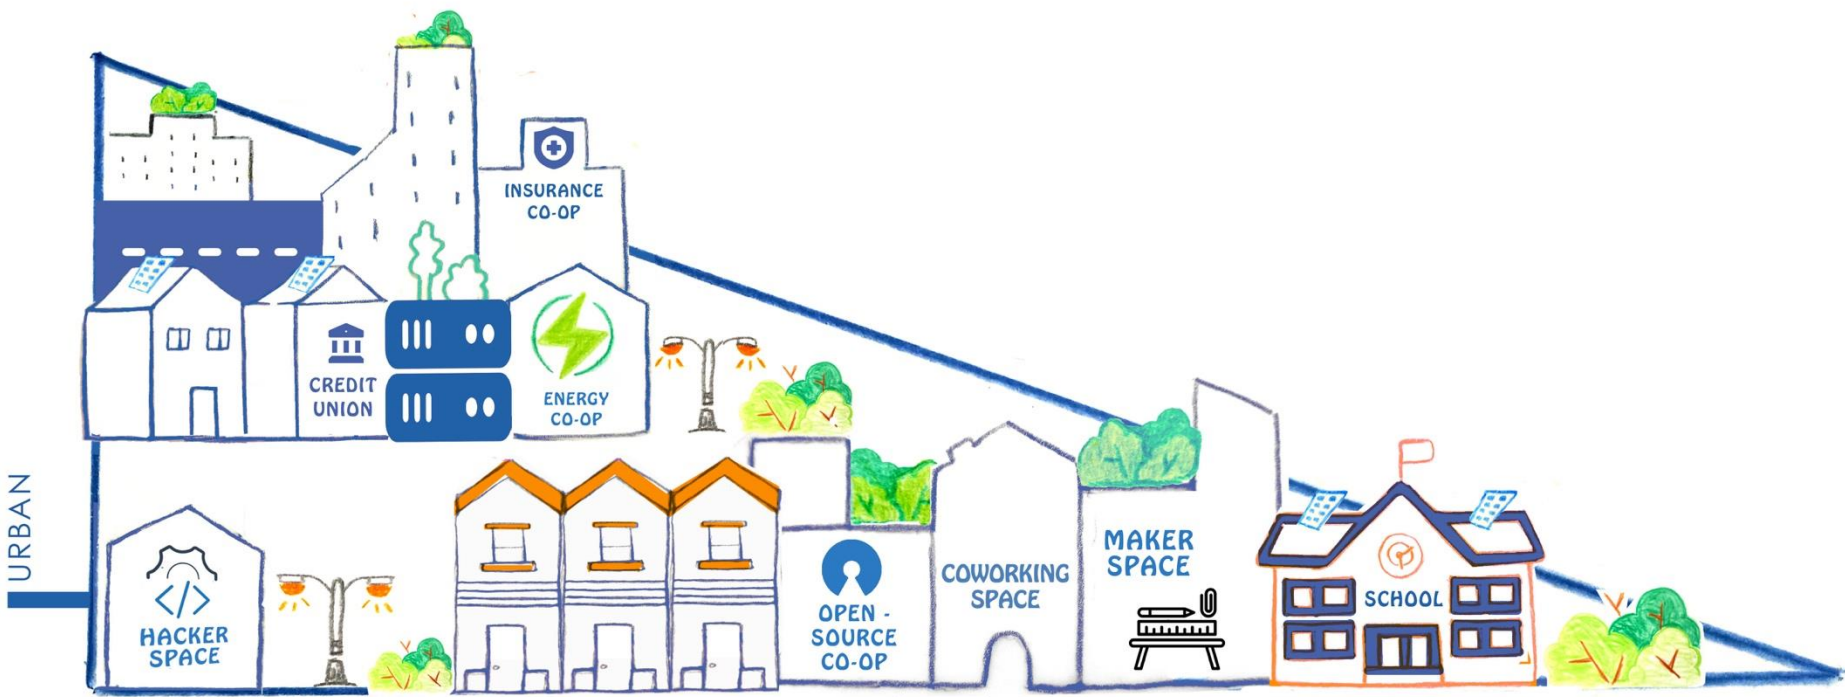 INSURANCE
CO-OP
CREDIT
UNION
ENERGY
CO-OP
URBAN
HACKER
SPACE
OPEN -
SOURCE
CO-OP
COWORKING
SPACE
MAKER
SPACE
SCHOOL